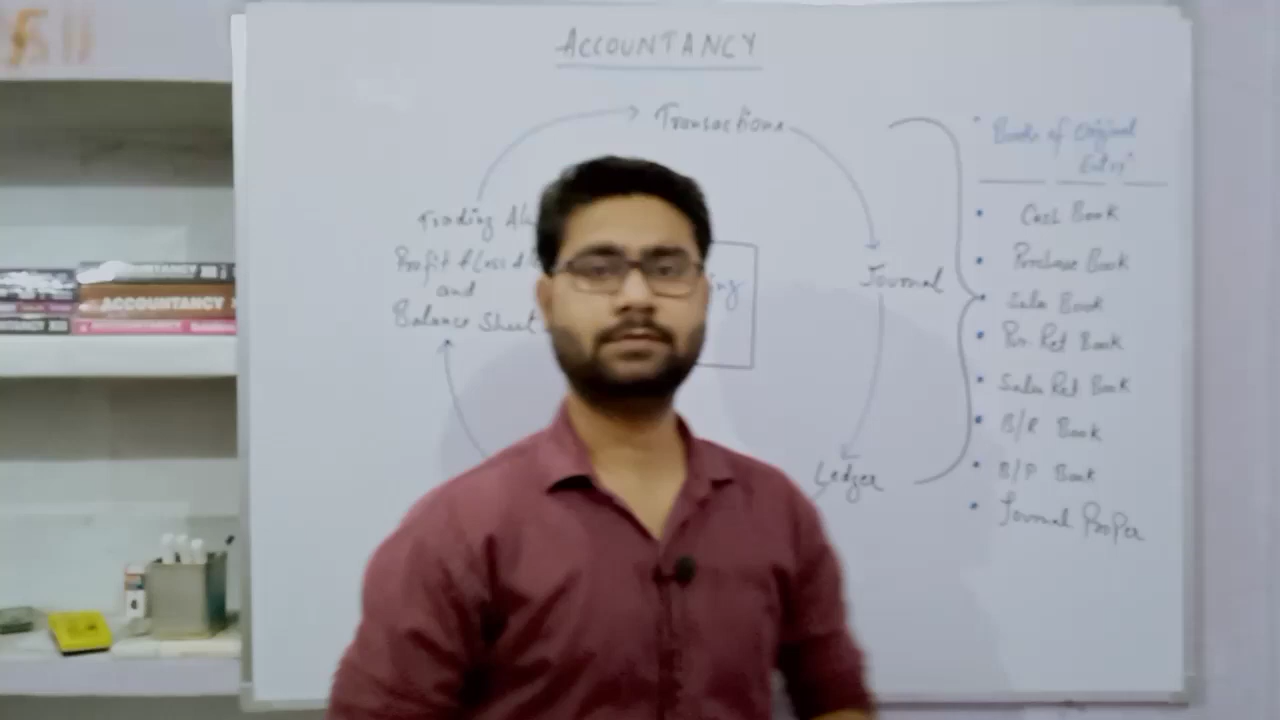 ACCOUNTANCY
Transactions
Journal
Ledger
Trading A/c
Profit & Loss A/c
and
Balance Sheet
Book of Original
Entry
Cash Book
Purchase Book
Sales Book
Pur. Ret Book
Sales Ret Book
B/R Book
B/P Book
Journal Proper
ACCOUNTANCY